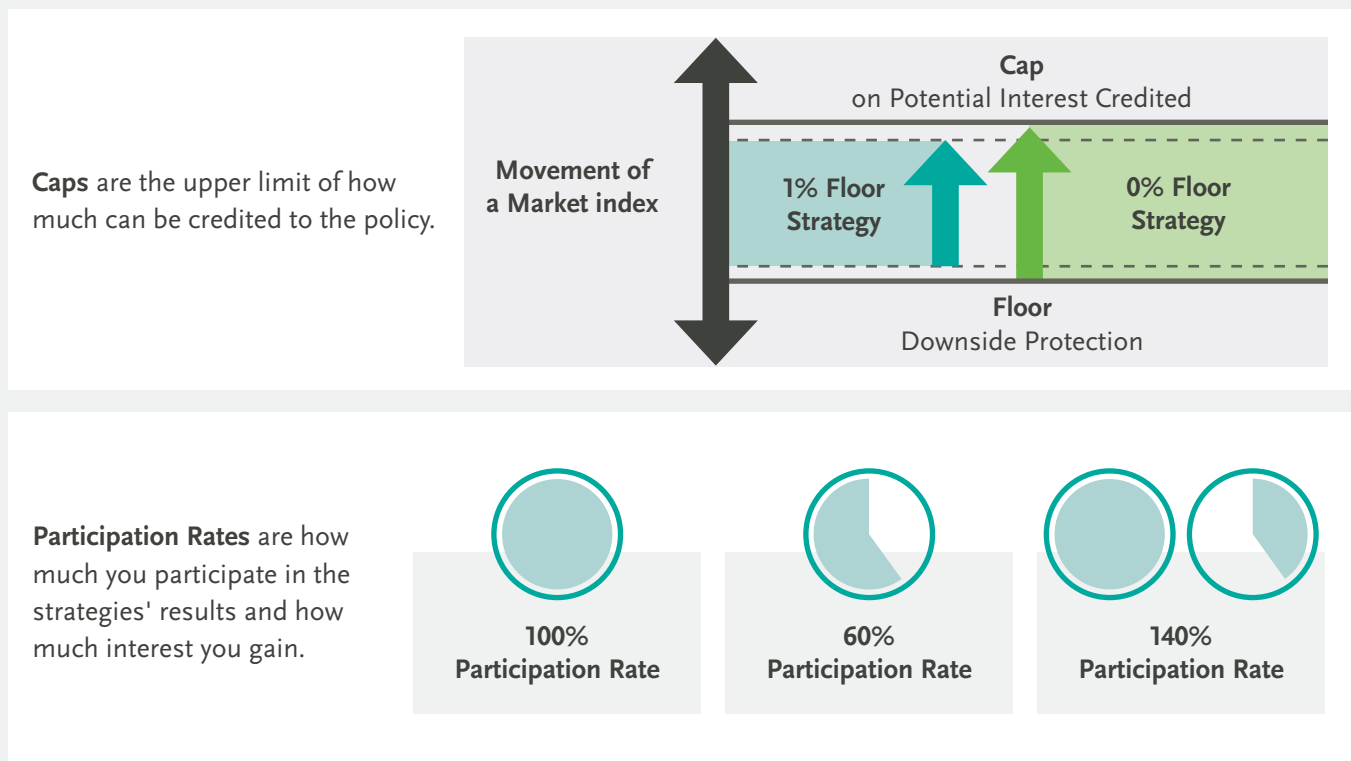 Caps are the upper limit of how
much can be credited to the policy.
Movement of
a Market index
Cap
on Potential Interest Credited
1% Floor
Strategy
0% Floor
Strategy
Floor
Downside Protection
Participation Rates are how
much you participate in the
strategies' results and how
much interest you gain.
100%
Participation Rate
60%
Participation Rate
140%
Participation Rate